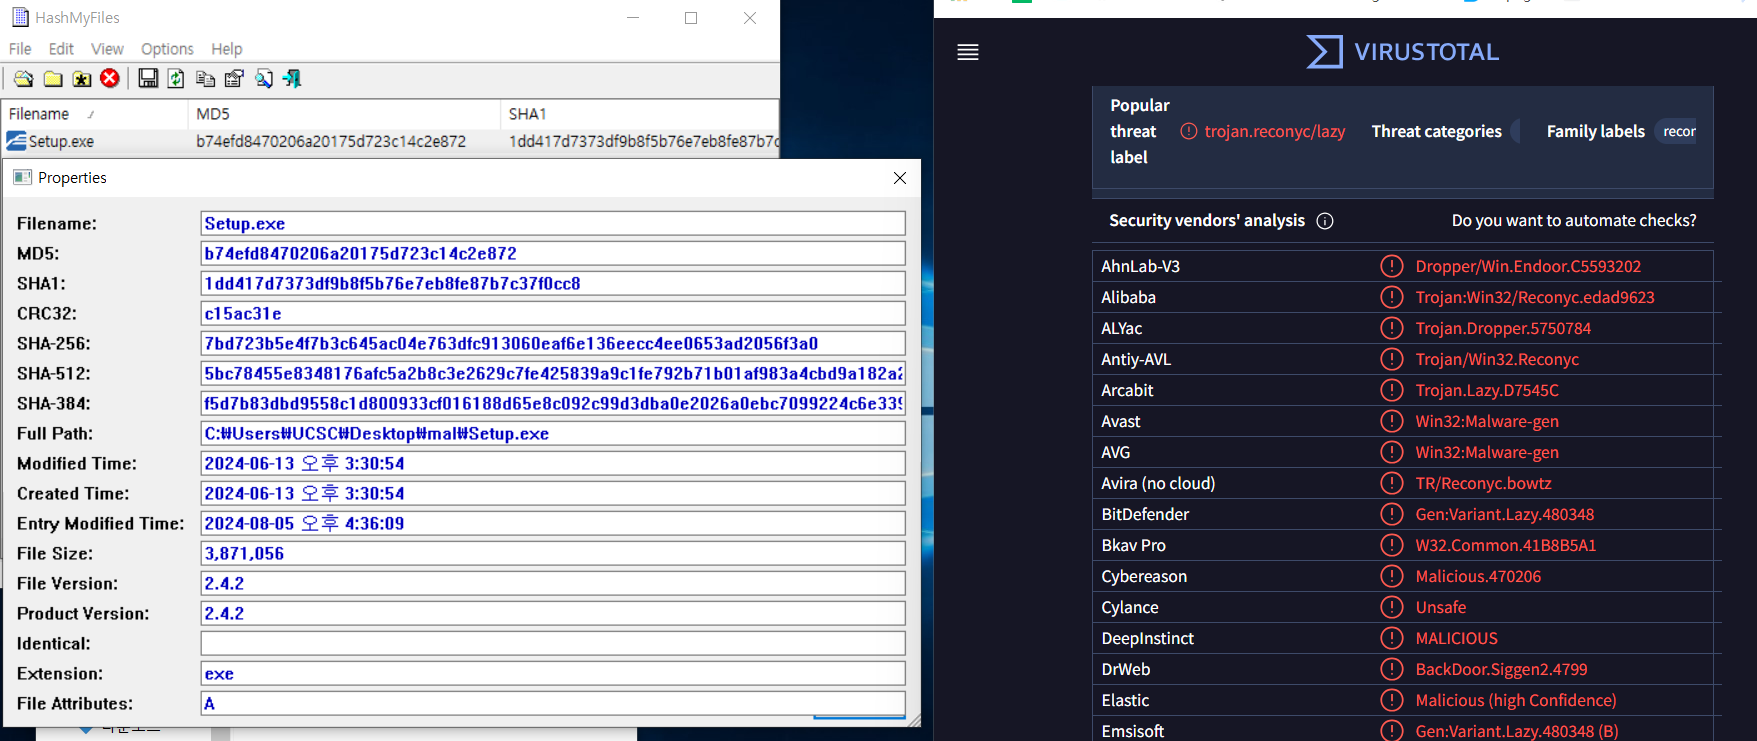 HashMyFiles
File Edit View Options Help
Filename MD5 SHA1
Setup.exe b74efd8470206a20175d723c14c2e872 1dd417d7373df9b8f5b76e7eb8fe87b7c
Properties
Filename: Setup.exe
MD5: b74efd8470206a20175d723c14c2e872
SHA1: 1dd417d7373df9b8f5b76e7eb8fe87b7c37f0cc8
CRC32: c15ac31e
SHA-256: 7bd723b5e4f7b3c645ac04e763dfc913060eaf6e136eecc4ee0653ad2056f3a0
SHA-512: 5bc78455e8348176afc5a2b8c3e2629c7fe425839a9c1fe792b71b01af983a4cbd9a182a2
SHA-384: f5d7b83dbd9558c1d800933cf016188d65e8c092c99d3dba0e2026a0ebc7099224c6e339
Full Path: C:₩Users₩UCSC₩Desktop₩mal₩Setup.exe
Modified Time: 2024-06-13 오후 3:30:54
Created Time: 2024-06-13 오후 3:30:54
Entry Modified Time: 2024-08-05 오후 4:36:09
File Size: 3,871,056
File Version: 2.4.2
Product Version: 2.4.2
Identical:
Extension: exe
File Attributes: A
VIRUSTOTAL
Popular threat label trojan.reconyc/lazy Threat categories Family labels recor
Security vendors' analysis Do you want to automate checks?
AhnLab-V3 Dropper/Win.Endoor.C5593202
Alibaba Trojan:Win32/Reconyc.edad9623
ALYac Trojan.Dropper.5750784
Antiy-AVL Trojan/Win32.Reconyc
Arcabit Trojan.Lazy.D7545C
Avast Win32:Malware-gen
AVG Win32:Malware-gen
Avira (no cloud) TR/Reconyc.bowtz
BitDefender Gen:Variant.Lazy.480348
Bkav Pro W32.Common.41B8B5A1
Cybereason Malicious.470206
Cylance Unsafe
DeepInstinct MALICIOUS
DrWeb BackDoor.Siggen2.4799
Elastic Malicious (high Confidence)
Emsisoft Gen:Variant.Lazy.480348 (B)